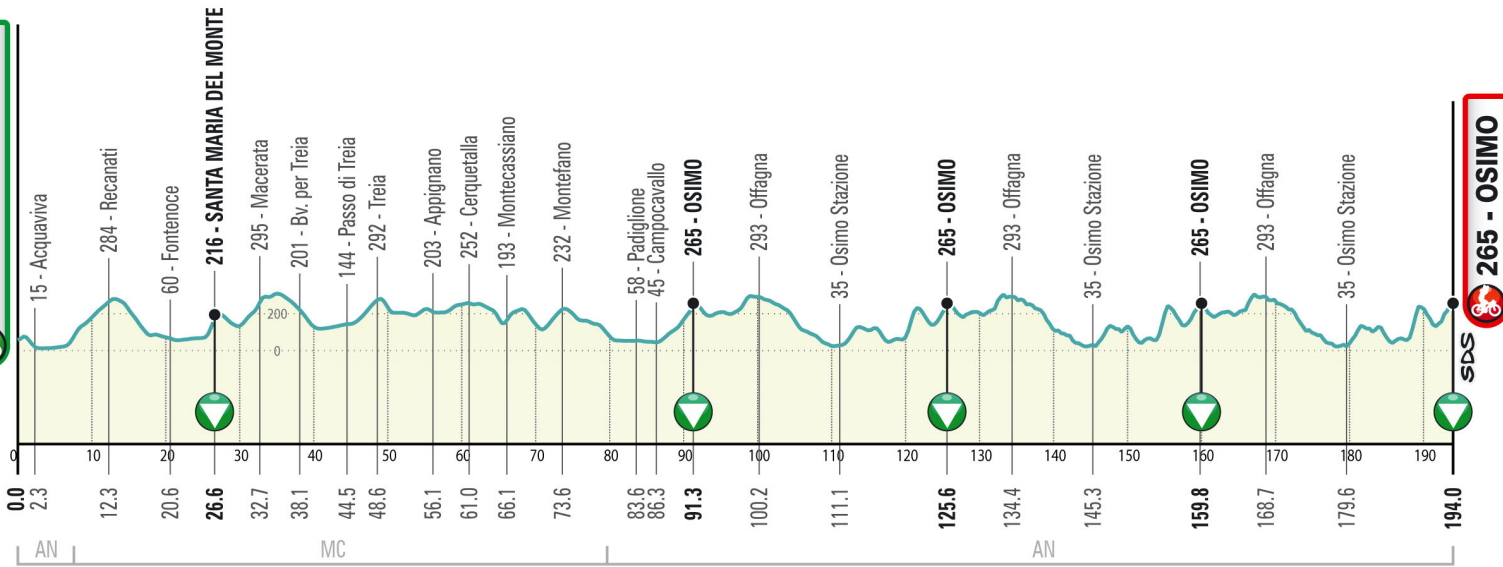 15 - Acquaviva
284 - Recanati
60 - Fontenoce
216 - SANTA MARIA DEL MONTE
295 - Macerata
201 - Bv. per Treia
144 - Passo di Treia
292 - Treia
203 - Appignano
252 - Cerquetalla
193 - Montecassiano
232 - Montefano
58 - Padiglione
45 - Campocavallo
265 - OSIMO
293 - Offagna
35 - Osimo Stazione
265 - OSIMO
293 - Offagna
35 - Osimo Stazione
265 - OSIMO
293 - Offagna
35 - Osimo Stazione
265 - OSIMO
200
0
SDS
0 10 20 30 40 50 60 70 80 90 100 110 120 130 140 150 160 170 180 190
0.0 2.3 12.3 20.6 26.6 32.7 38.1 44.5 48.6 56.1 61.0 66.1 73.6 83.6 86.3 91.3 100.2 111.1 125.6 134.4 145.3 159.8 168.7 179.6 194.0
AN MC AN